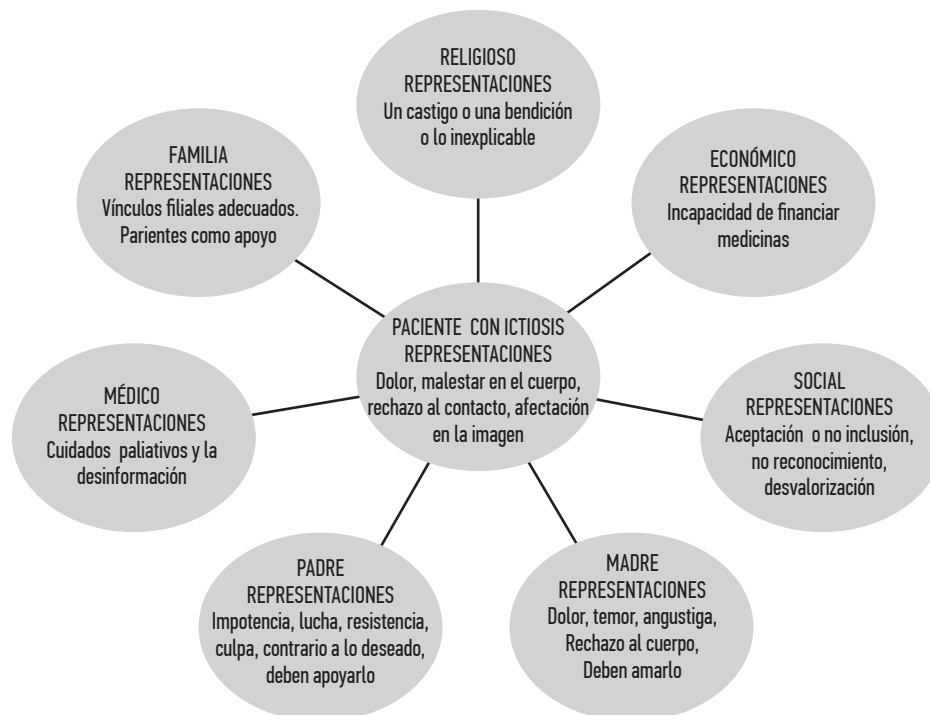 RELIGIOSO
REPRESENTACIONES
Un castigo o una bendición
o lo inexplicable
FAMILIA
REPRESENTACIONES
Vínculos filiales adecuados.
Parientes como apoyo
ECONÓMICO
REPRESENTACIONES
Incapacidad de financiar
medicinas
PACIENTE CON ICTIOSIS
REPRESENTACIONES
Dolor, malestar en el cuerpo,
rechazo al contacto, afectación
en la imagen
MÉDICO
REPRESENTACIONES
Cuidados paliativos y la
desinformación
SOCIAL
REPRESENTACIONES
Aceptación o no inclusión,
no reconocimiento,
desvalorización
PADRE
REPRESENTACIONES
Impotencia, lucha, resistencia,
culpa, contrario a lo deseado,
deben apoyarlo
MADRE
REPRESENTACIONES
Dolor, temor, angustiga,
Rechazo al cuerpo,
Deben amarlo